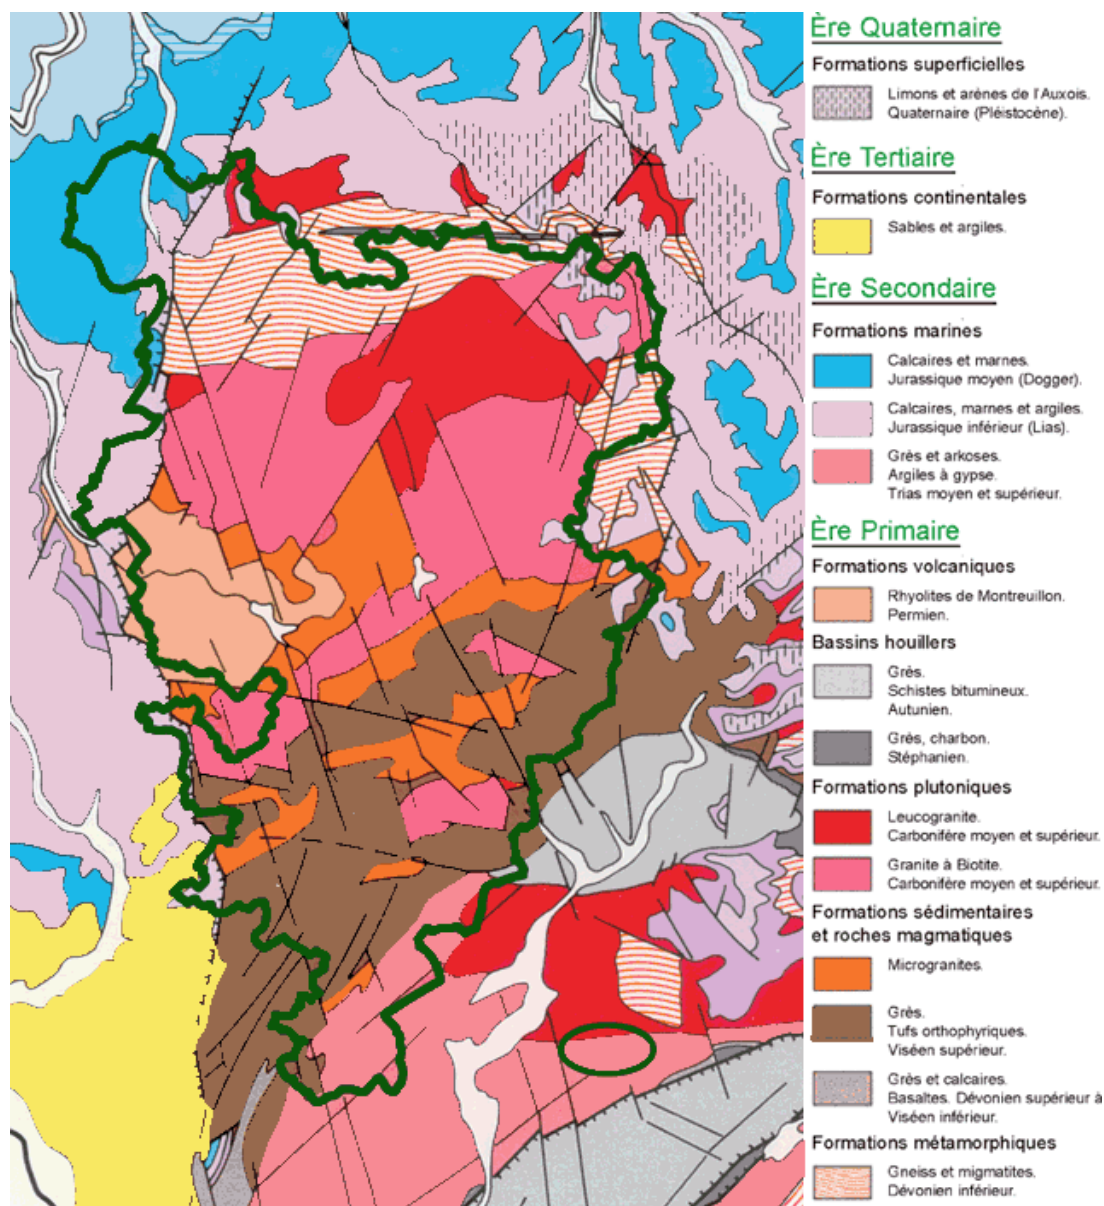 Ère Quaternaire
Formations superficielles
Limons et arènes de l'Auxois.
Quaternaire (Pléistocène).
Ère Tertiaire
Formations continentales
Sables et argiles.
Ère Secondaire
Formations marines
Calcaires et marnes.
Jurassique moyen (Dogger).
Calcaires, marnes et argiles.
Jurassique inférieur (Lias).
Grès et arkoses.
Argiles à gypse.
Trias moyen et supérieur.
Ère Primaire
Formations volcaniques
Rhyolites de Montreuillon.
Permien.
Bassins houillers
Grès.
Schistes bitumineux.
Autunien.
Grès, charbon.
Stéphanien.
Formations plutoniques
Leucogranite.
Carbonifère moyen et supérieur.
Granite à Biotite.
Carbonifère moyen et supérieur.
Formations sédimentaires
et roches magmatiques
Microgranites.
Grès.
Tufs orthophyriques.
Viséen supérieur.
Grès et calcaires.
Basaltes. Dévonien supérieur à
Viséen inférieur.
Formations métamorphiques
Gneiss et migmatites.
Dévonien inférieur.